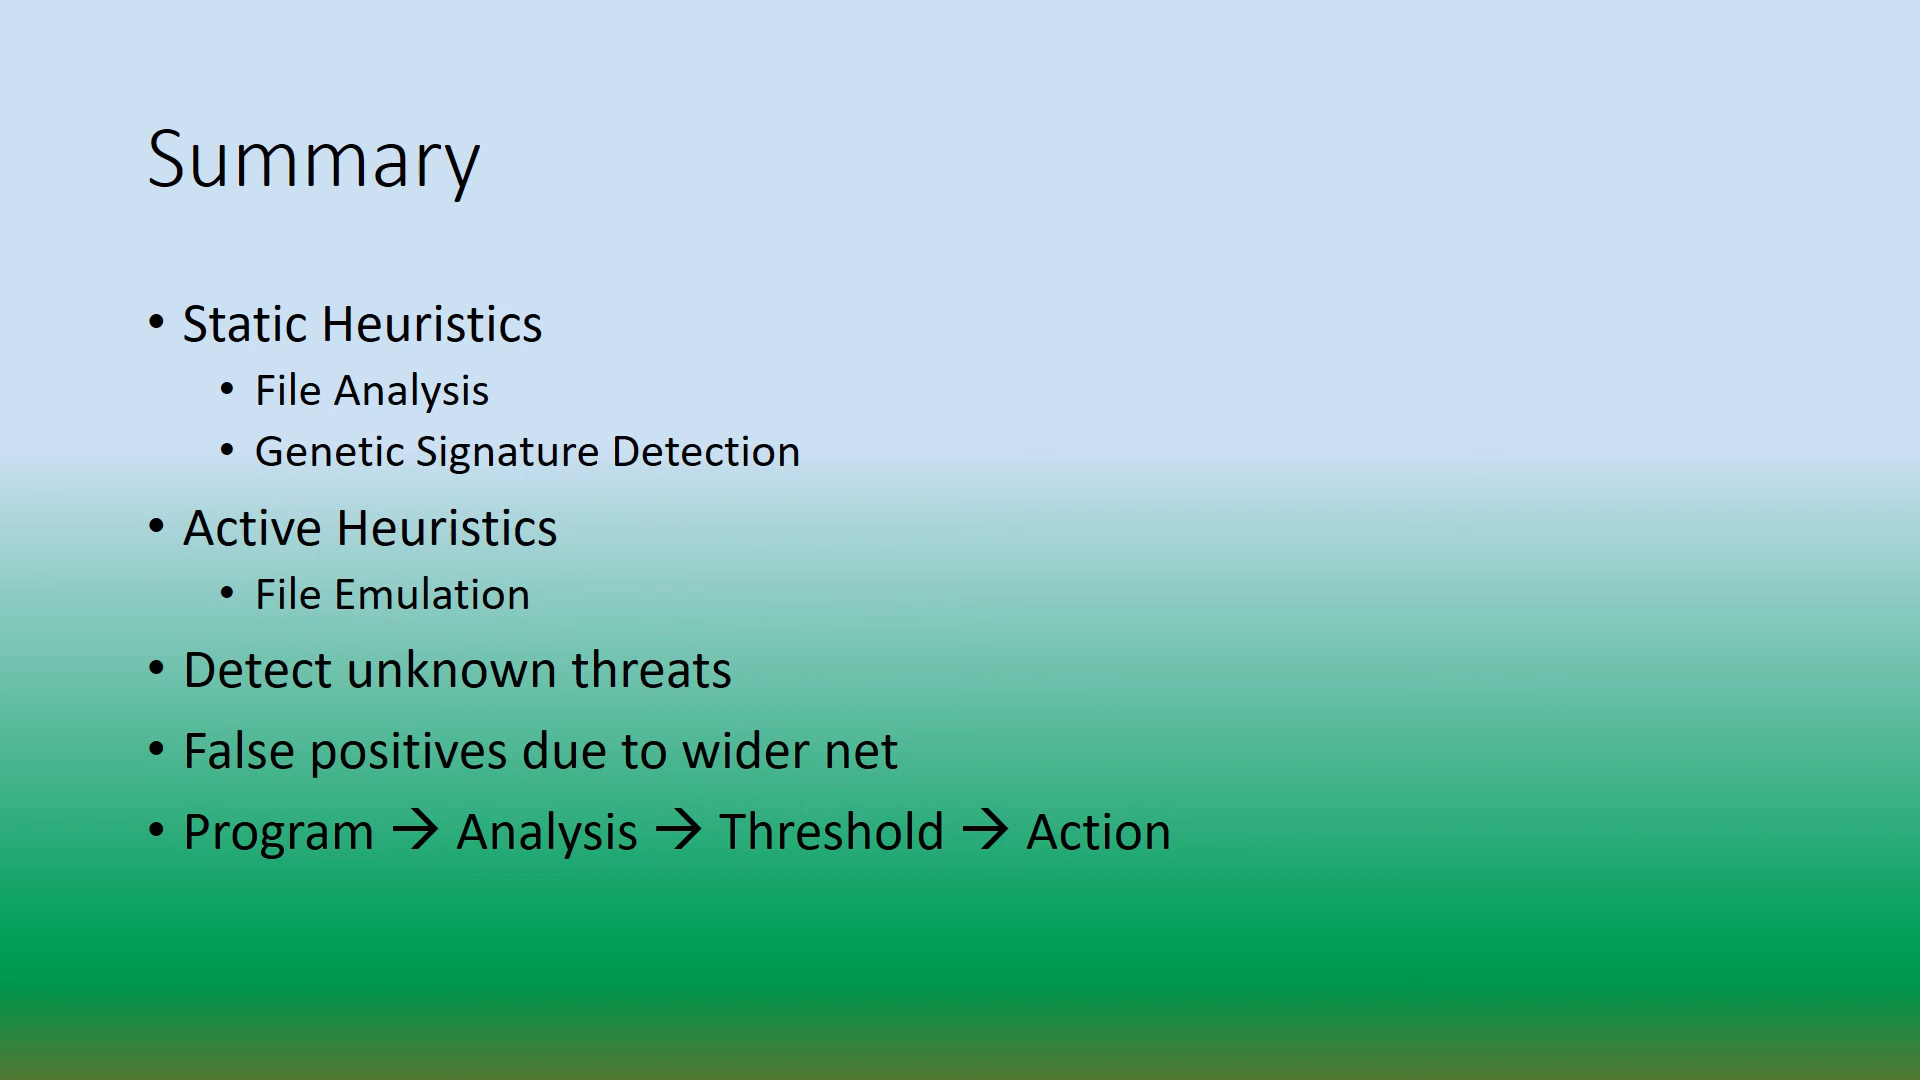 Summary
• Static Heuristics
• File Analysis
• Genetic Signature Detection
• Active Heuristics
• File Emulation
• Detect unknown threats
• False positives due to wider net
• Program → Analysis → Threshold → Action